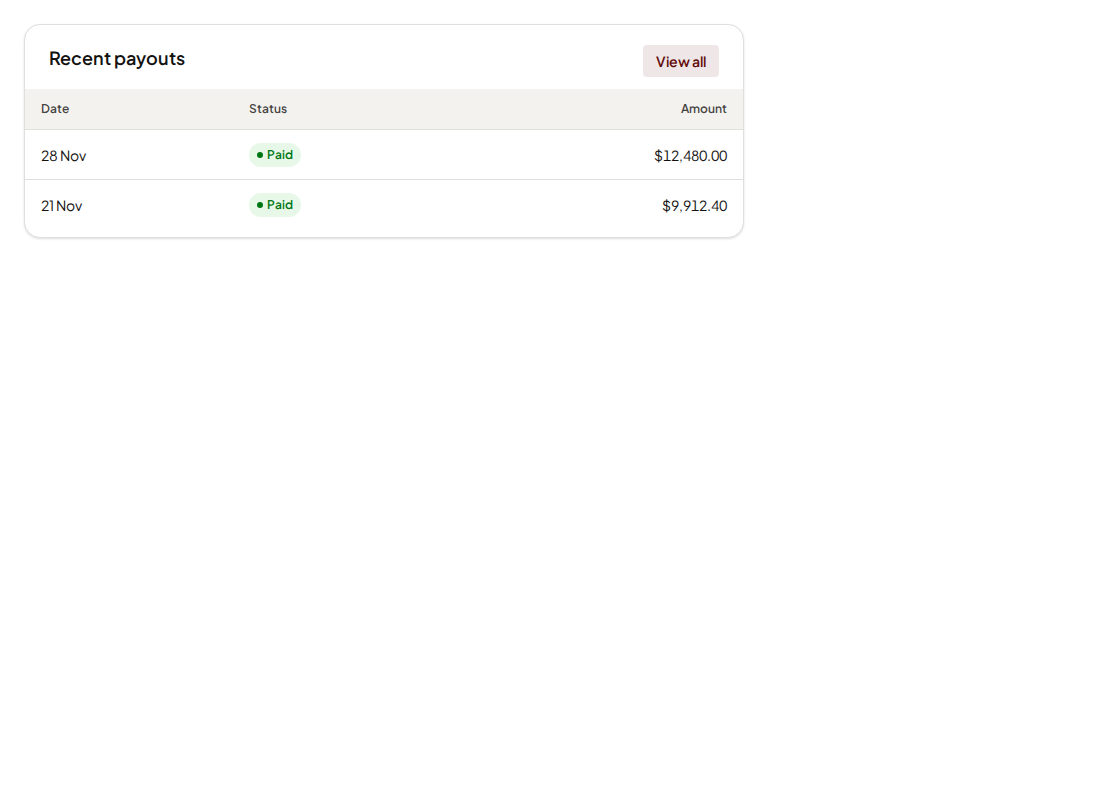 Recent payouts
View all
Date Status Amount
28 Nov Paid $12,480.00
21 Nov Paid $9,912.40